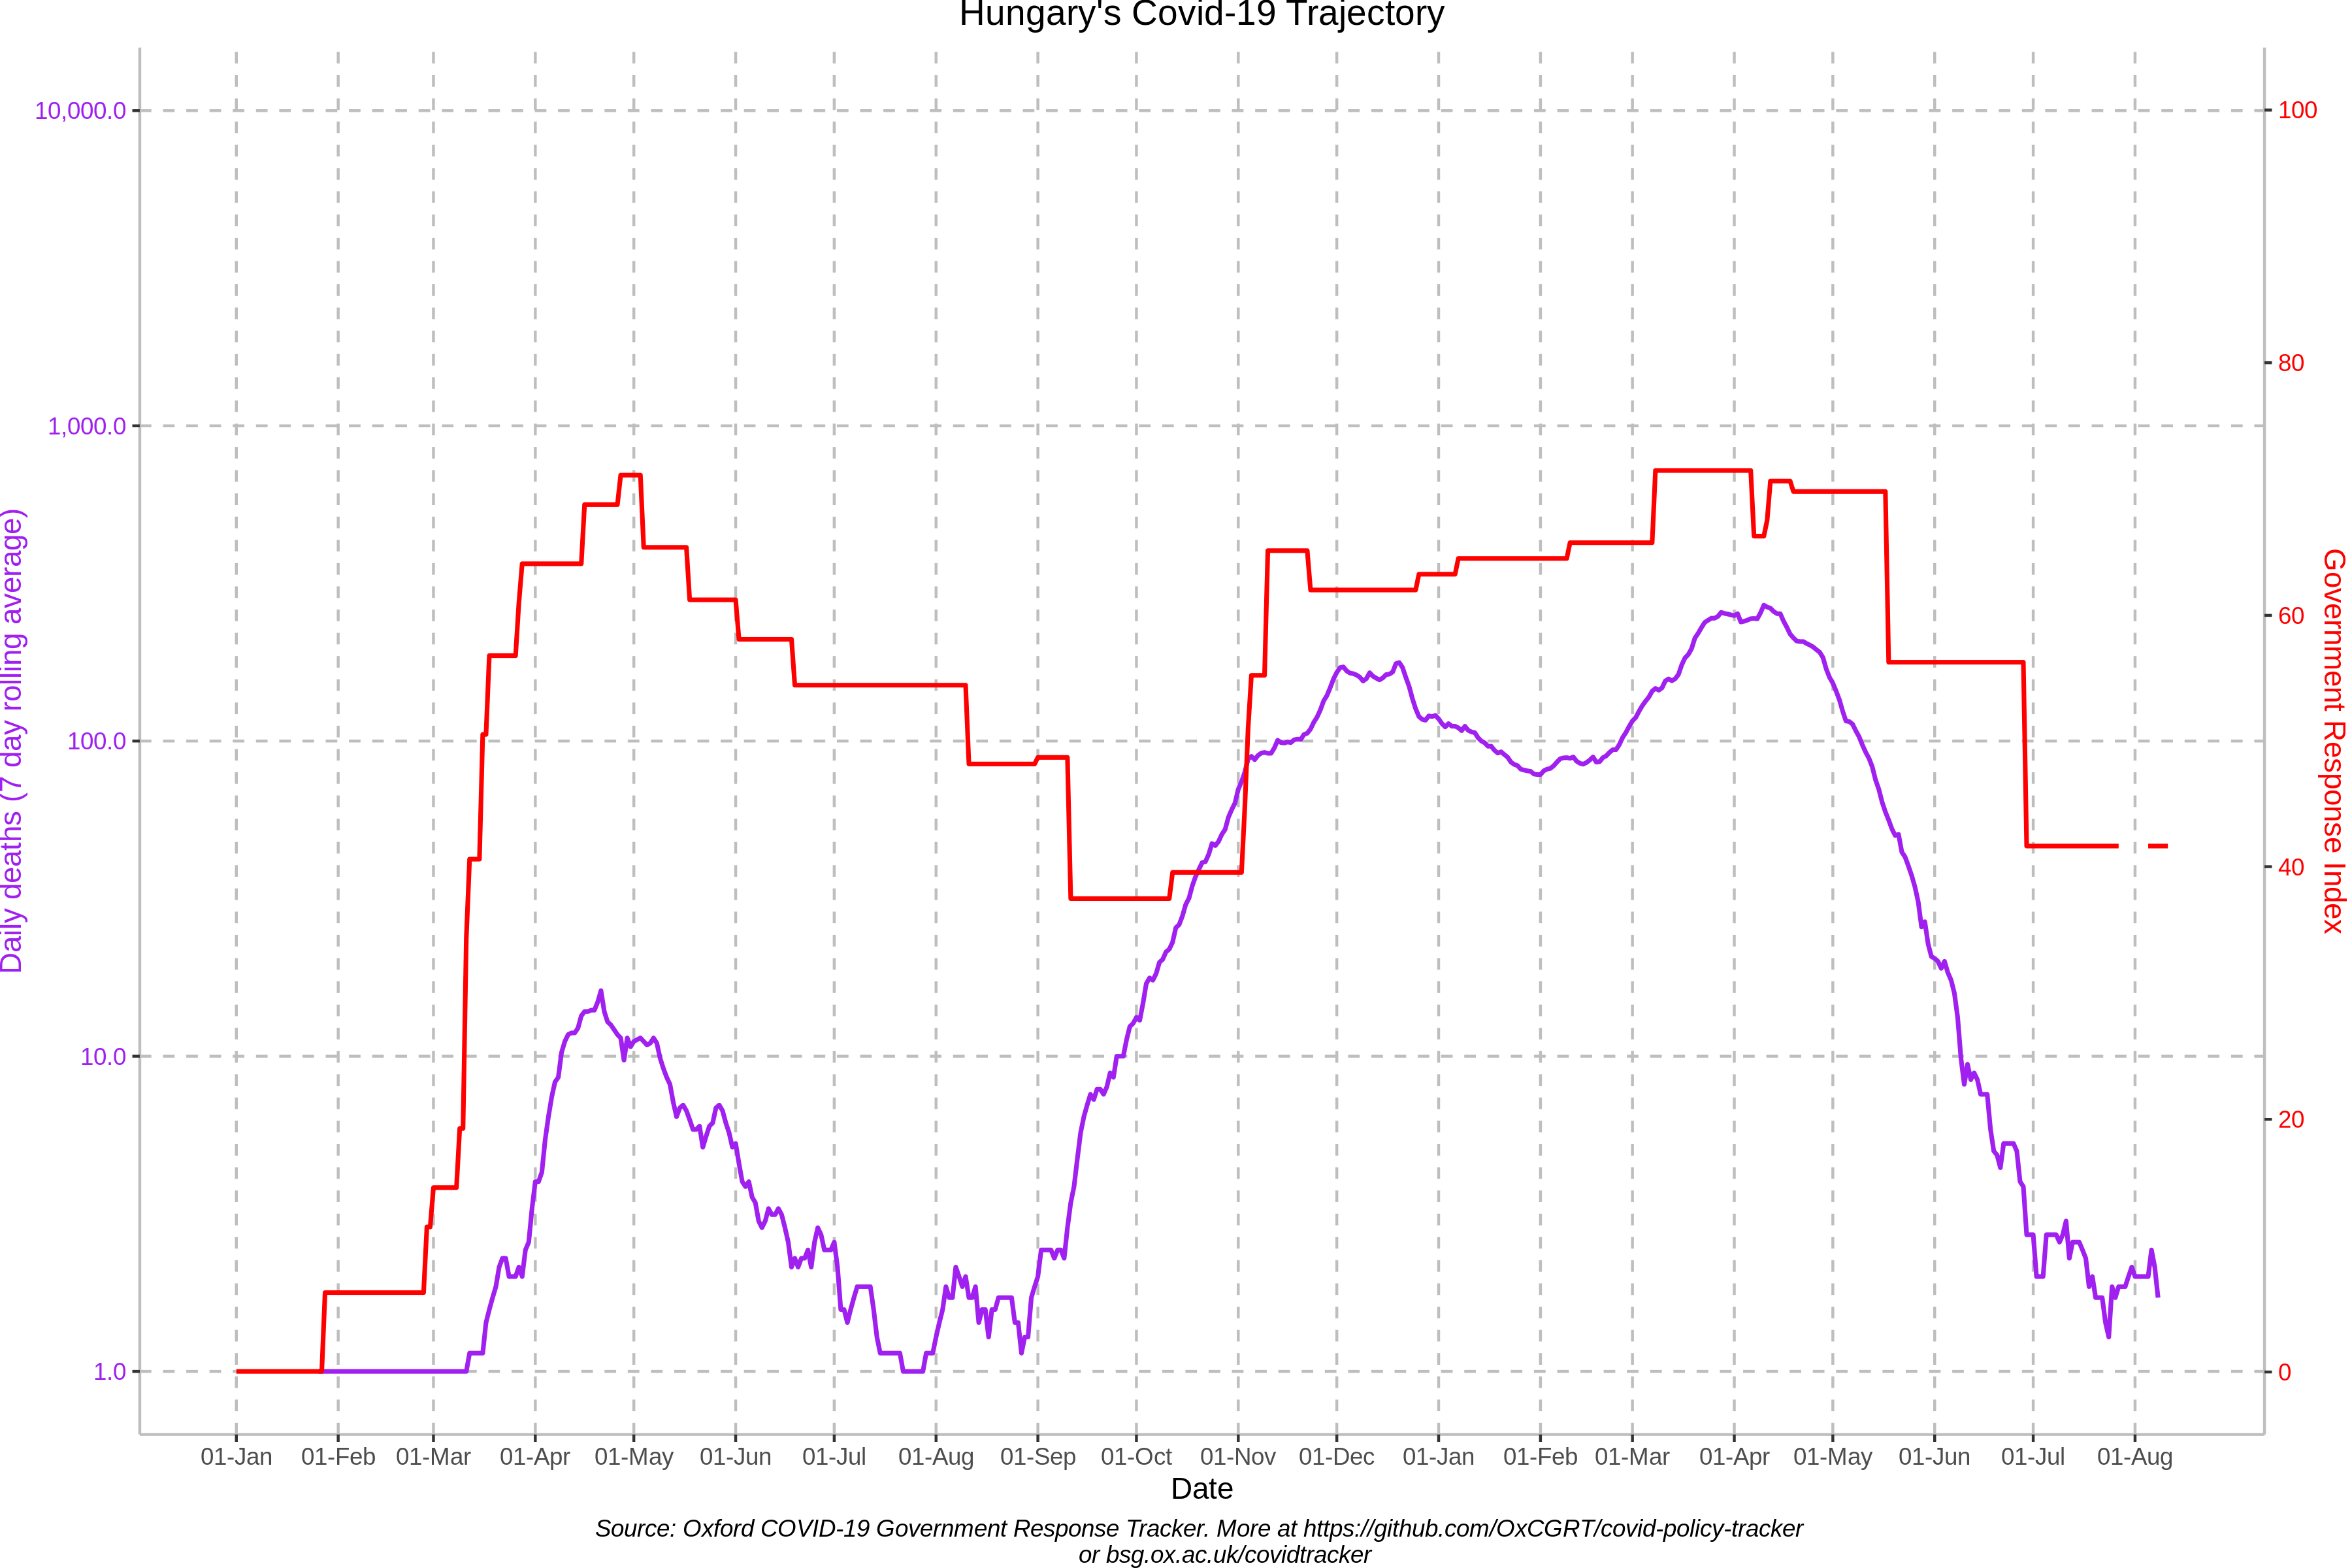 Hungary's Covid-19 Trajectory
10,000.0
1,000.0
100.0
10.0
1.0
Daily deaths (7 day rolling average)
100
80
60
40
20
0
Government Response Index
01-Jan 01-Feb 01-Mar 01-Apr 01-May 01-Jun 01-Jul 01-Aug 01-Sep 01-Oct 01-Nov 01-Dec 01-Jan 01-Feb 01-Mar 01-Apr 01-May 01-Jun 01-Jul 01-Aug
Date
Source: Oxford COVID-19 Government Response Tracker. More at https://github.com/OxCGRT/covid-policy-tracker
or bsg.ox.ac.uk/covidtracker